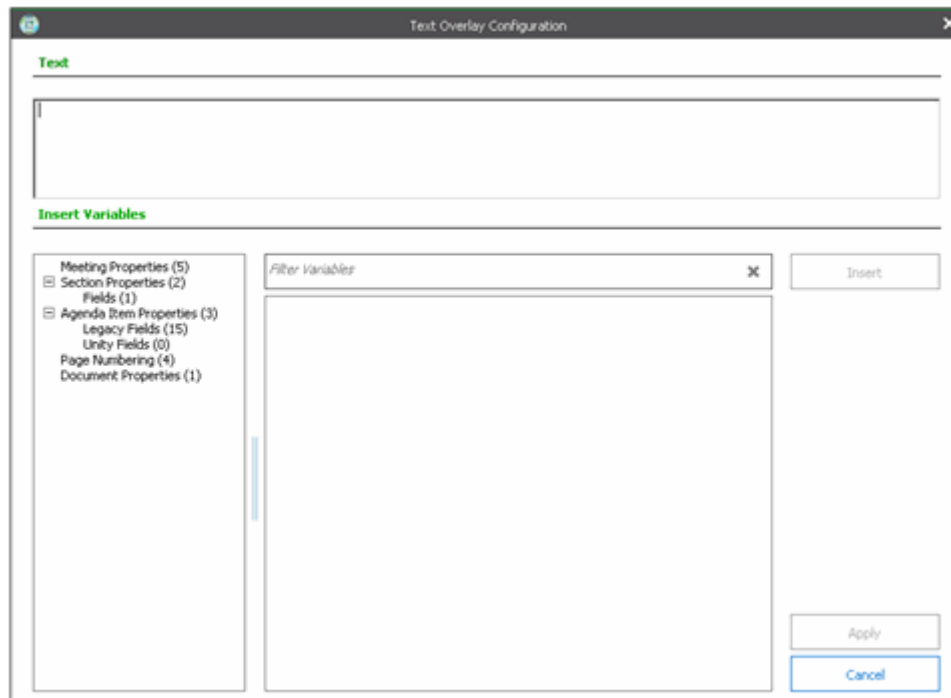 Text Overlay Configuration
Text
Insert Variables
Meeting Properties (5)
Section Properties (2)
Fields (1)
Agenda Item Properties (3)
Legacy Fields (15)
Unity Fields (0)
Page Numbering (4)
Document Properties (1)
Filter Variables
Insert
Apply
Cancel